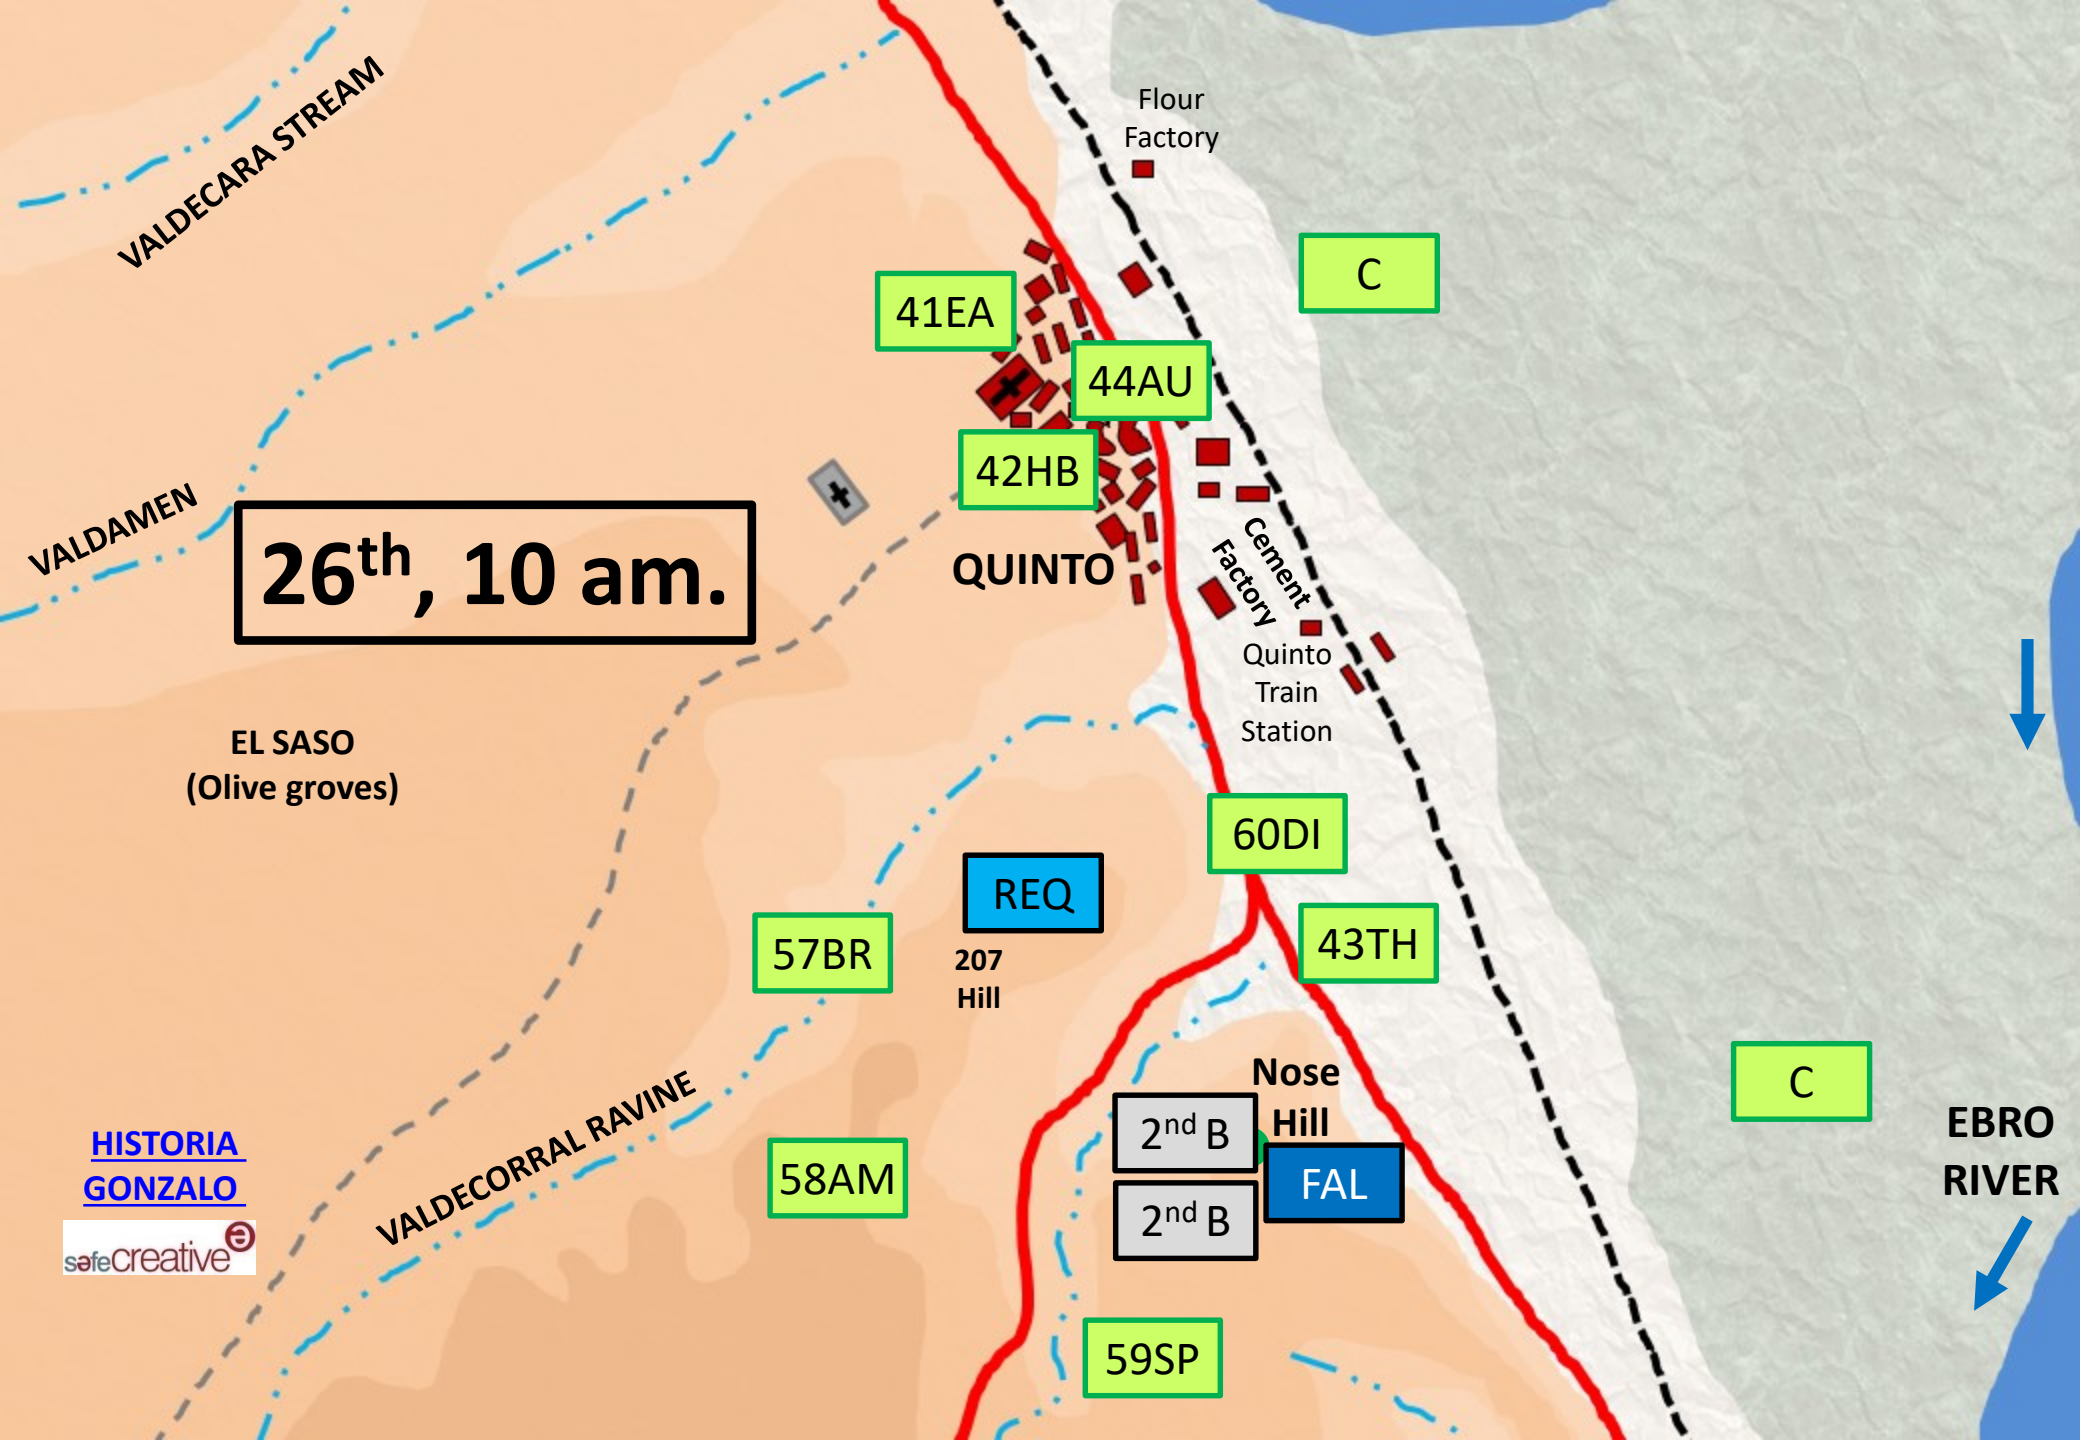 Flour
Factory
VALDECARA STREAM
C
41EA
44AU
42HB
VALDAMEN
26th, 10 am.
QUINTO
Cement
Factory
Quinto
Train
Station
EL SASO
(Olive groves)
60DI
REQ
57BR
43TH
207
Hill
Nose
Hill
C
2nd B
EBRO
RIVER
HISTORIA
GONZALO
VALDECORRAL RAVINE
58AM
FAL
2nd B
safecreative
59SP